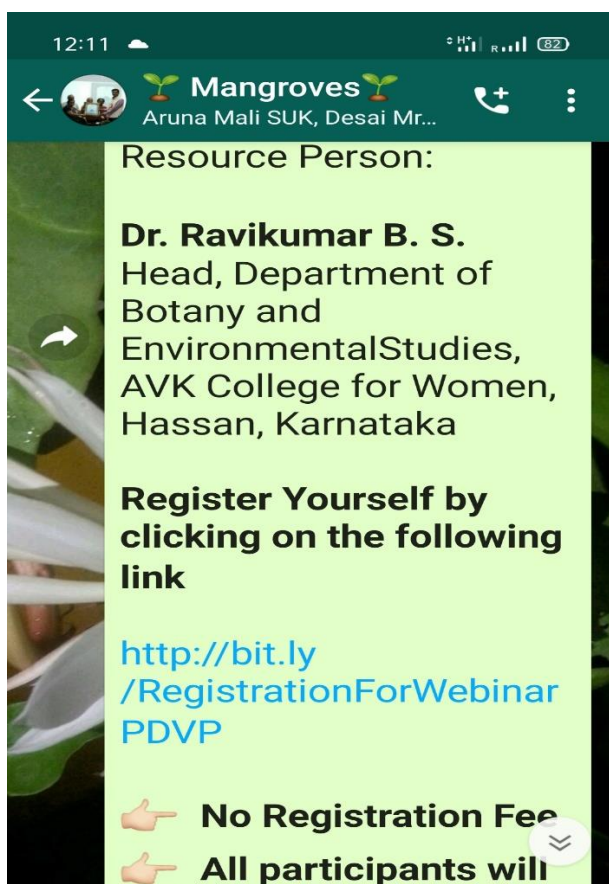 12:11
H+ R 82
Mangroves
Aruna Mali SUK, Desai Mr...
Resource Person:
Dr. Ravikumar B. S.
Head, Department of
Botany and
EnvironmentalStudies,
AVK College for Women,
Hassan, Karnataka
Register Yourself by
clicking on the following
link
http://bit.ly
/RegistrationForWebinar
PDVP
No Registration Fee
All participants will